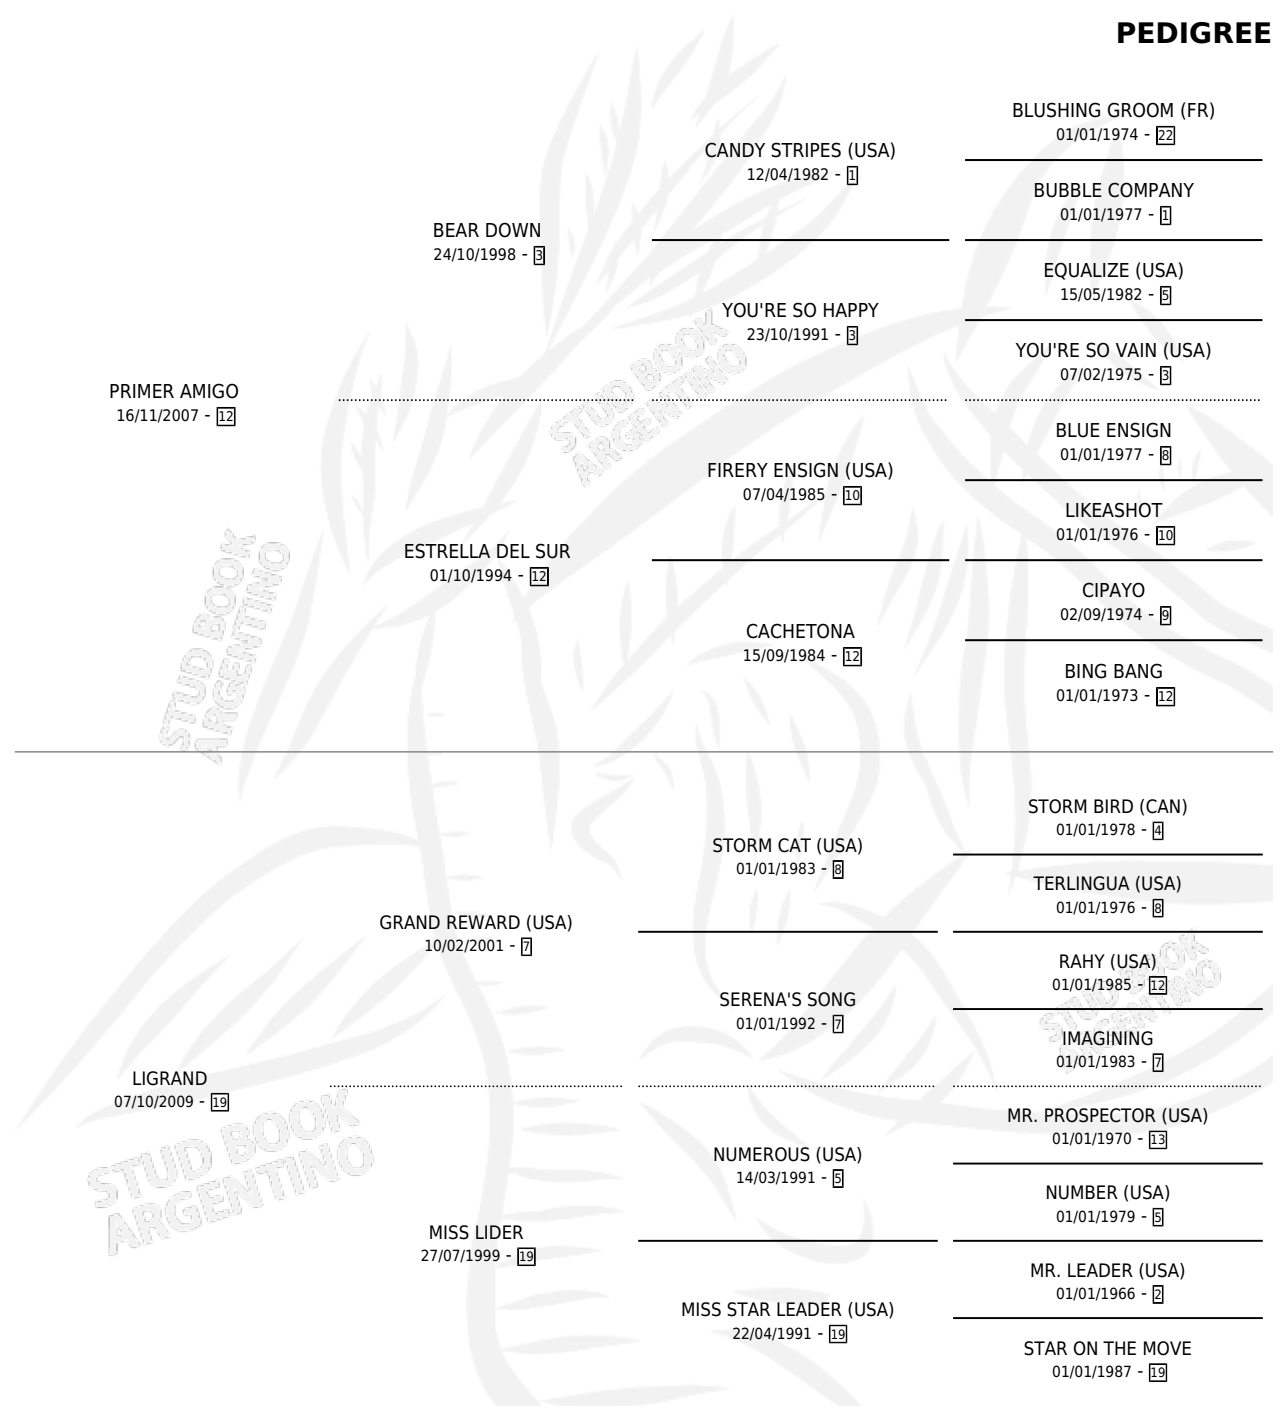 PEDIGREE
BLUSHING GROOM (FR)
01/01/1974 - 22
CANDY STRIPES (USA)
12/04/1982 - 1
BUBBLE COMPANY
01/01/1977 - 1
BEAR DOWN
24/10/1998 - 3
EQUALIZE (USA)
15/05/1982 - 5
YOU'RE SO HAPPY
23/10/1991 - 3
YOU'RE SO VAIN (USA)
07/02/1975 - 3
PRIMER AMIGO
16/11/2007 - 12
STUD BOOK
ARGENTINO
BLUE ENSIGN
01/01/1977 - 8
FIRERY ENSIGN (USA)
07/04/1985 - 10
LIKEASHOT
01/01/1976 - 10
ESTRELLA DEL SUR
01/10/1994 - 12
CIPAYO
02/09/1974 - 9
CACHETONA
15/09/1984 - 12
BING BANG
01/01/1973 - 12
STUD BOOK
ARGENTINO
STORM BIRD (CAN)
01/01/1978 - 4
STORM CAT (USA)
01/01/1983 - 8
TERLINGUA (USA)
01/01/1976 - 8
GRAND REWARD (USA)
10/02/2001 - 7
RAHY (USA)
01/01/1985 - 12
STUD BOOK
ARGENTINO
SERENA'S SONG
01/01/1992 - 7
IMAGINING
01/01/1983 - 7
LIGRAND
07/10/2009 - 19
MR. PROSPECTOR (USA)
01/01/1970 - 13
STUD BOOK
ARGENTINO
NUMEROUS (USA)
14/03/1991 - 5
NUMBER (USA)
01/01/1979 - 5
MISS LIDER
27/07/1999 - 19
MR. LEADER (USA)
01/01/1966 - 2
MISS STAR LEADER (USA)
22/04/1991 - 19
STAR ON THE MOVE
01/01/1987 - 19